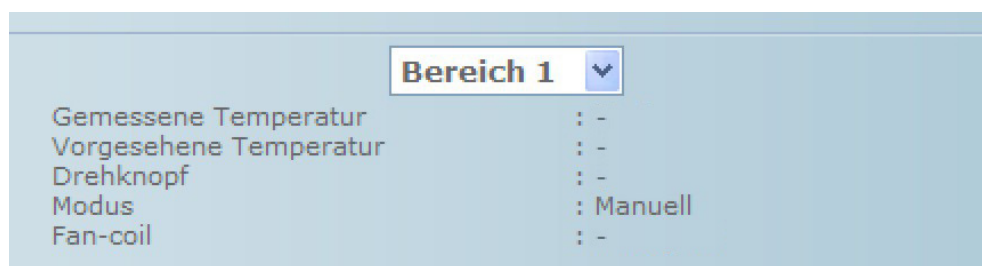 Bereich 1
Gemessene Temperatur : -
Vorgesehene Temperatur : -
Drehknopf : -
Modus : Manuell
Fan-coil : -